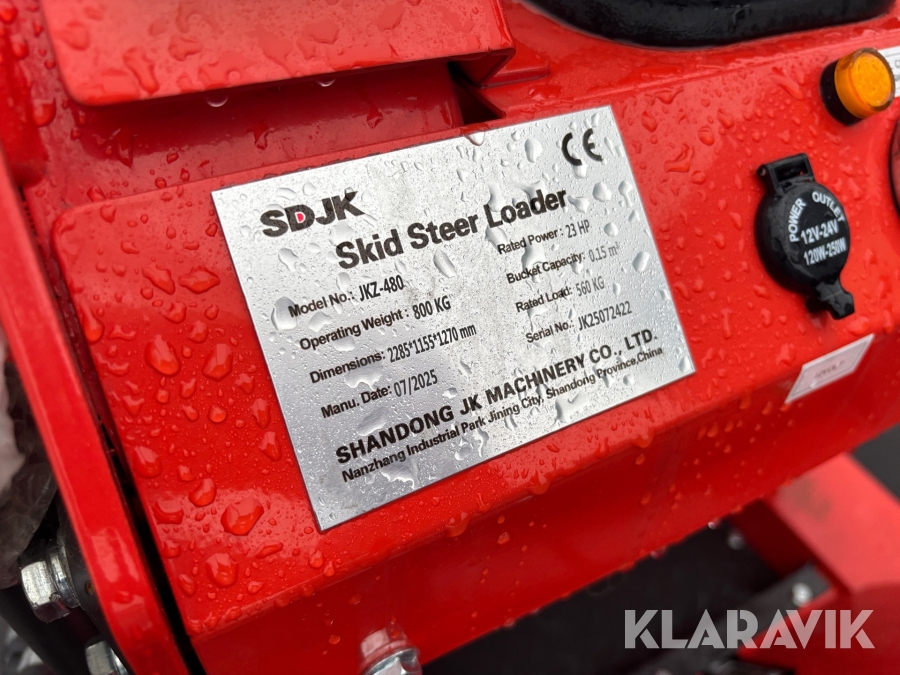 SDJK
CE
Skid Steer Loader
Model No.: JKZ-480
Rated Power : 23 HP
Operating Weight : 800 KG
Bucket Capacity: 0.15 m³
Dimensions: 2285*1155*1270 mm
Rated Load: 560 KG
Manu. Date: 07/2025
Serial No.: JK25072422
SHANDONG JK MACHINERY CO., LTD.
Nanzhang Industrial Park Jining City, Shandong Province,China
POWER OUTLET
12V-24V
120W-250W
KLARAVIK